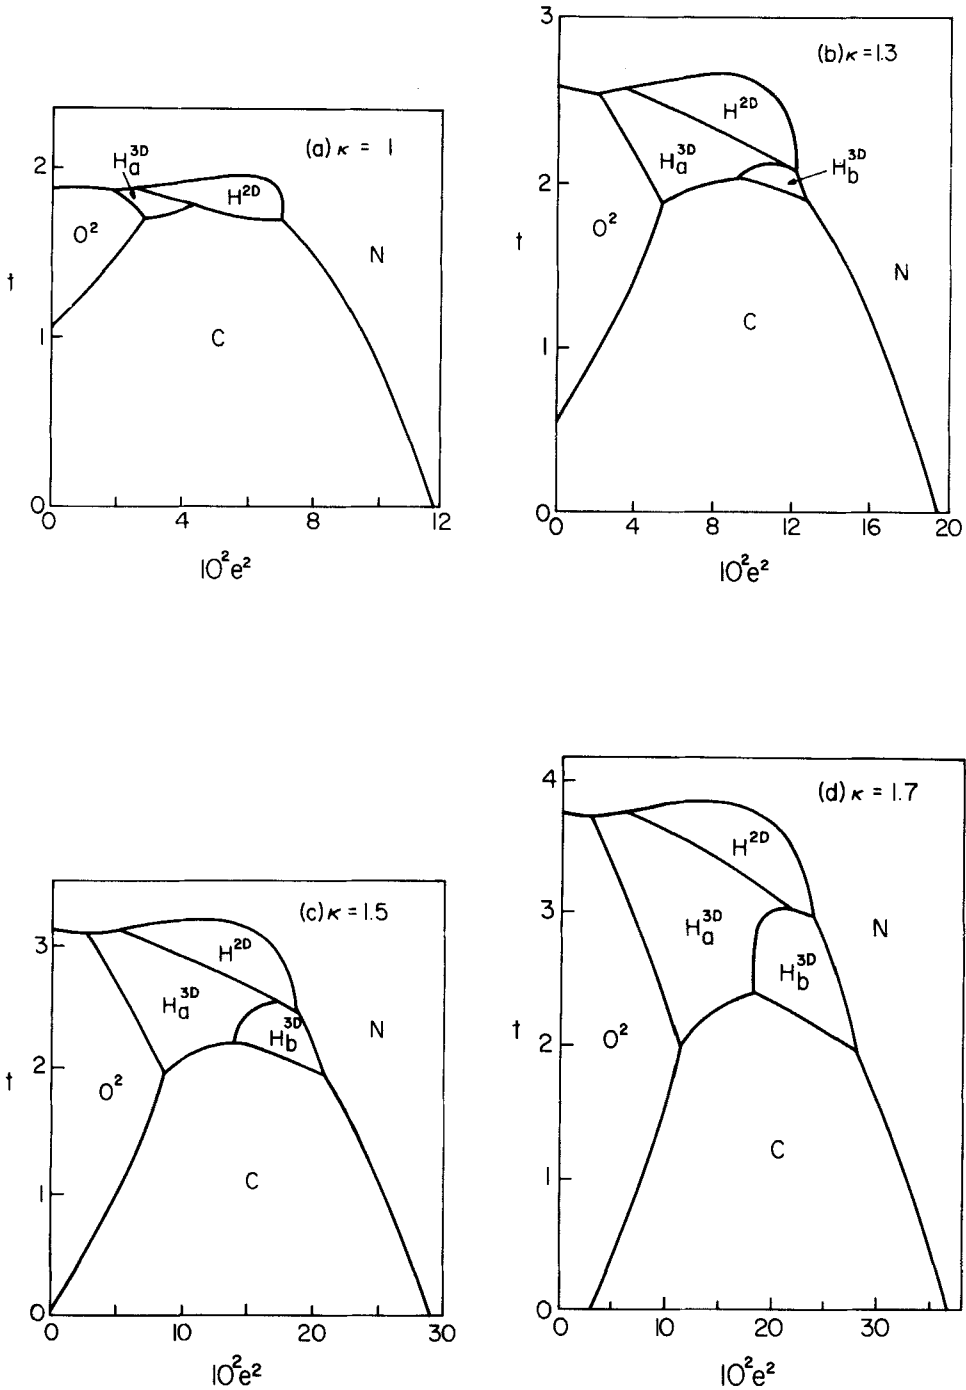 (a) κ = 1
2
H_a^3D
H^2D
O^2
N
t
1
C
0
0 4 8 12
10^2e^2
3
(b) κ = 1.3
H^2D
H_a^3D
H_b^3D
2
t
O^2
N
1
C
0
0 4 8 12 16 20
10^2e^2
(c) κ = 1.5
3
H^2D
H_a^3D
H_b^3D
N
2
t
O^2
1
C
0
0 10 20 30
10^2e^2
4
(d) κ = 1.7
H^2D
3
H_a^3D
N
H_b^3D
t
2
O^2
C
1
0
0 10 20 30
10^2e^2